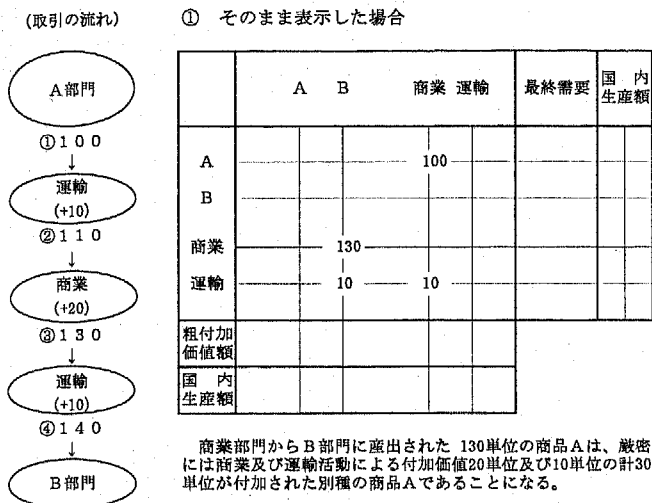 (取引の流れ)
A部門
①100
↓
運輸
(+10)
②110
↓
商業
(+20)
③130
↓
運輸
(+10)
④140
↓
B部門
① そのまま表示した場合
A B 商業 運輸 最終需要 国内
生産額
A 100
B
商業 130
運輸 10 10
粗付加
価値額
国内
生産額
商業部門からB部門に産出された 130単位の商品Aは、厳密
には商業及び運輸活動による付加価値20単位及び10単位の計30
単位が付加された別種の商品Aであることになる。